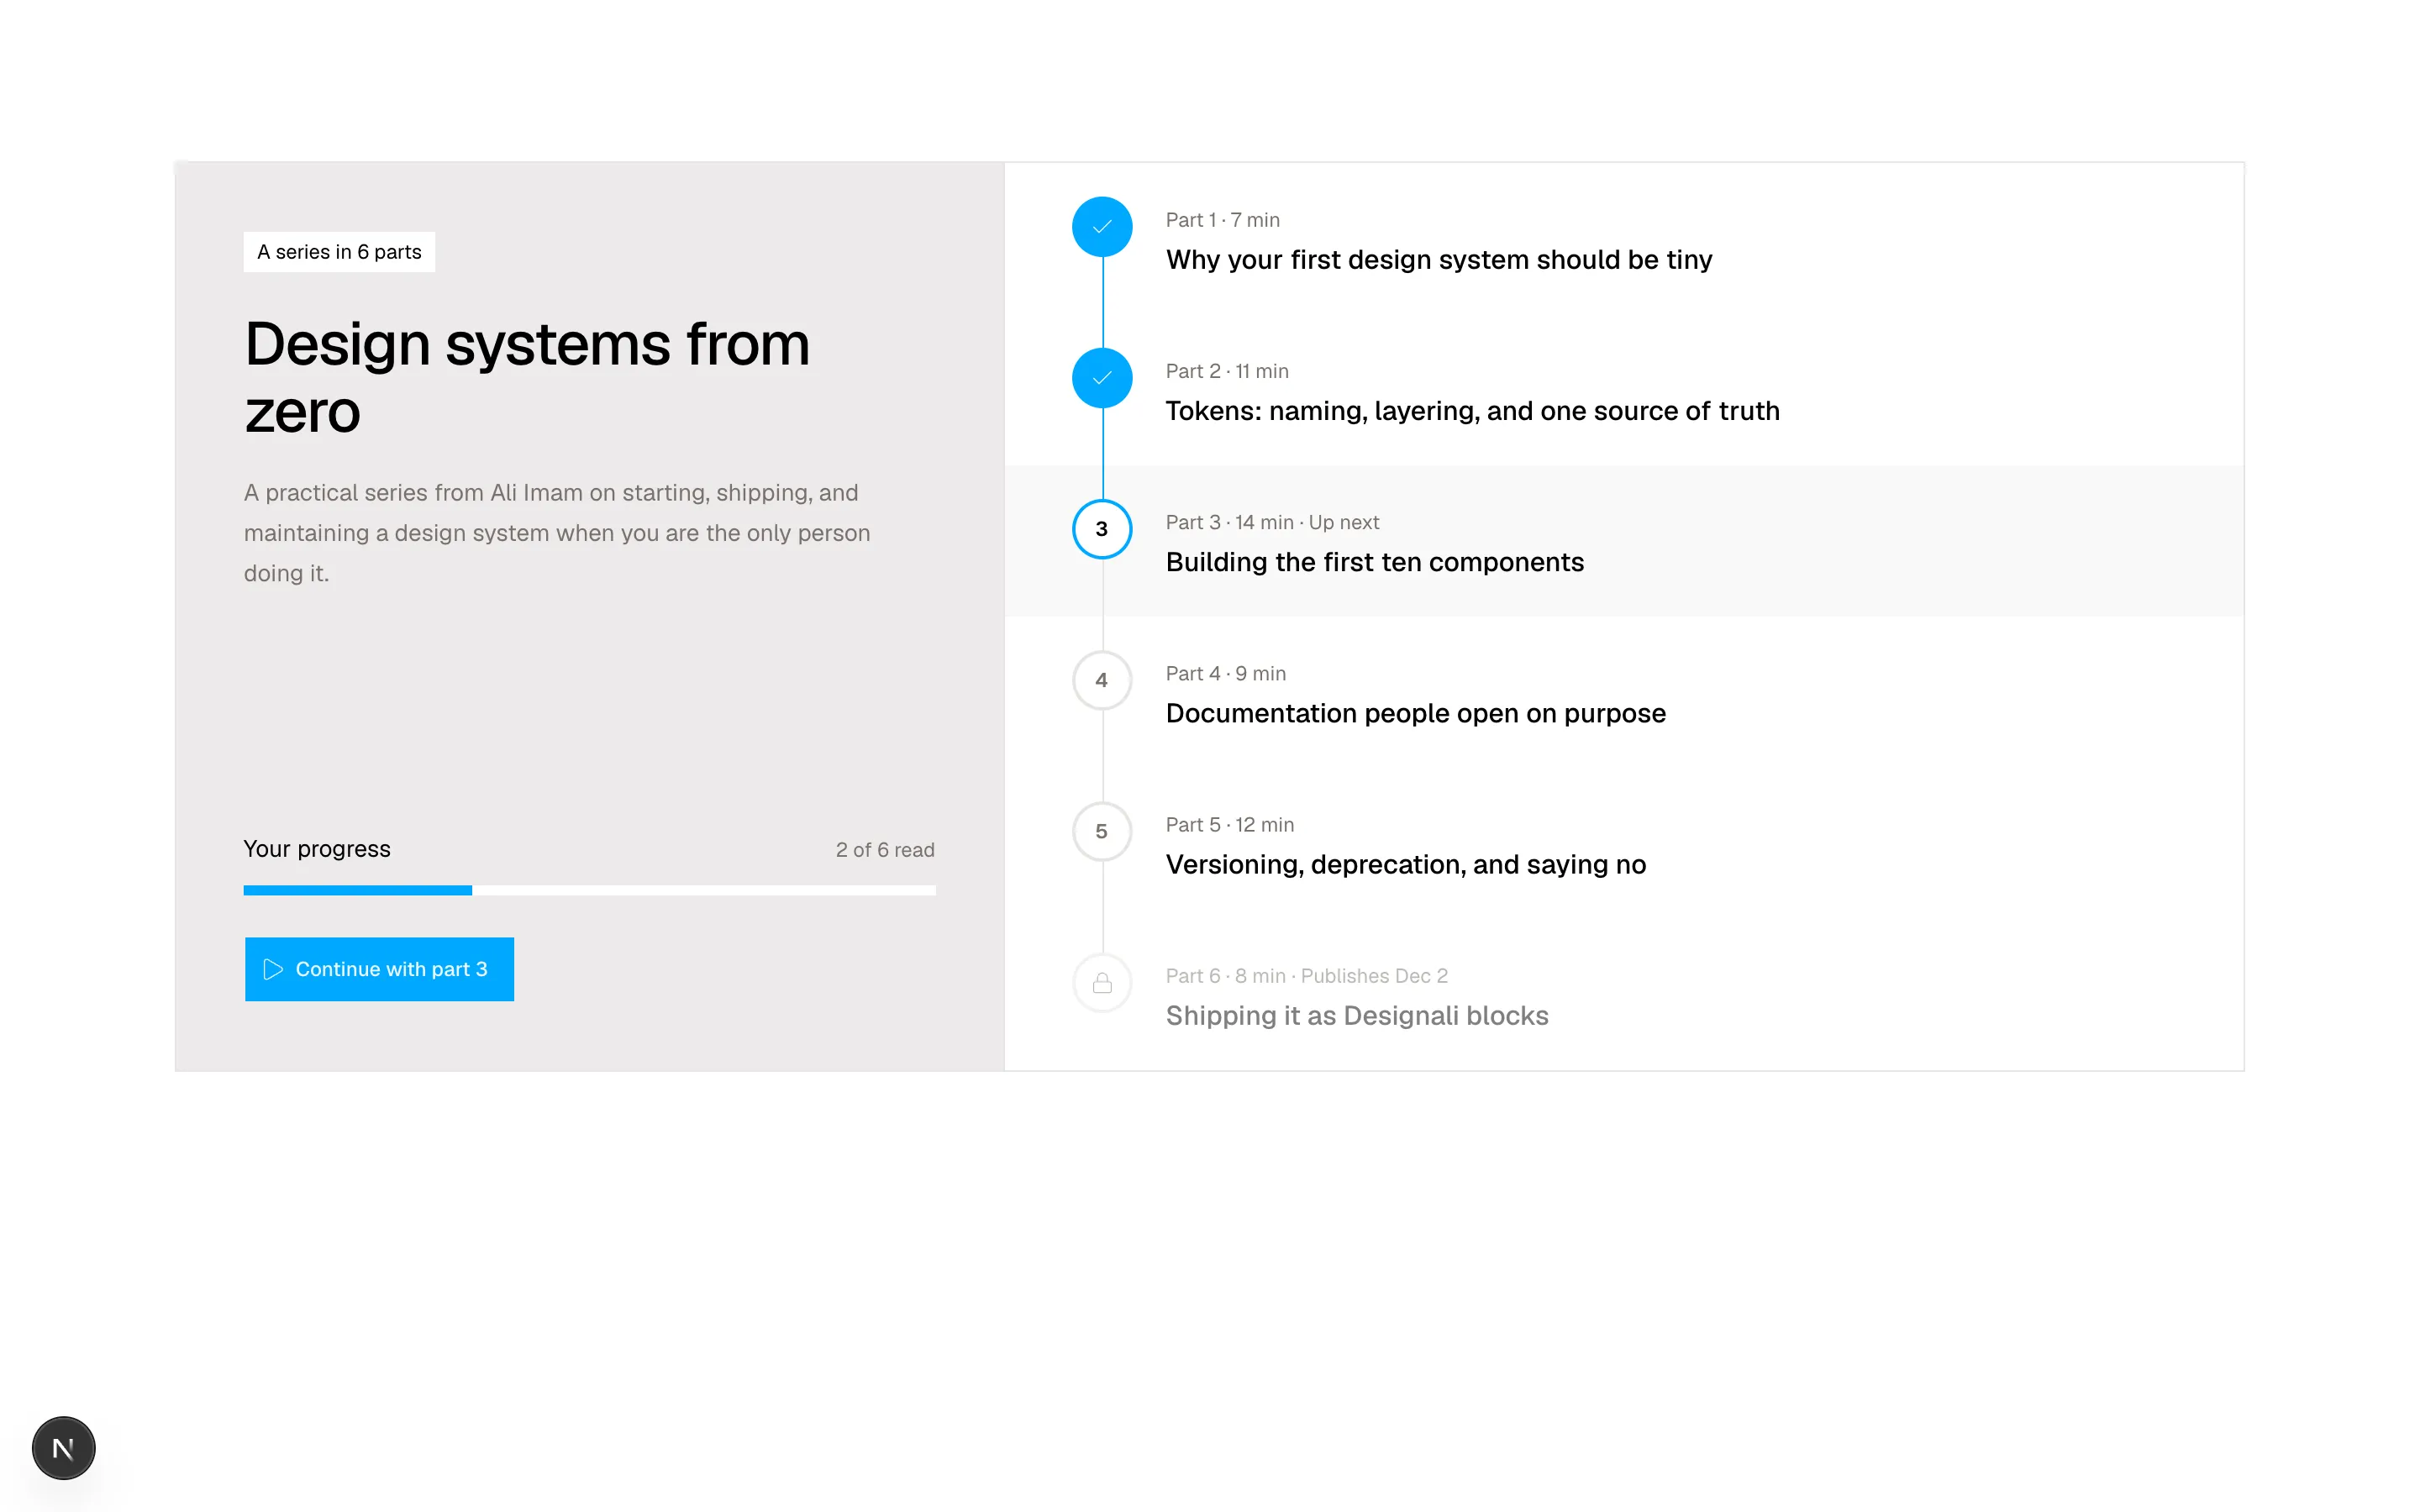 A series in 6 parts
Design systems from
zero
A practical series from Ali Imam on starting, shipping, and
maintaining a design system when you are the only person
doing it.
Your progress
2 of 6 read
Continue with part 3
Part 1 · 7 min
Why your first design system should be tiny
Part 2 · 11 min
Tokens: naming, layering, and one source of truth
3
Part 3 · 14 min · Up next
Building the first ten components
4
Part 4 · 9 min
Documentation people open on purpose
5
Part 5 · 12 min
Versioning, deprecation, and saying no
Part 6 · 8 min · Publishes Dec 2
Shipping it as Designali blocks
N